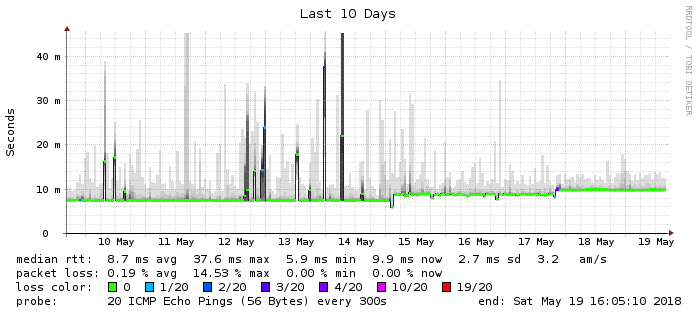 Last 10 Days
RRDTOOL / TOBI OETIKER
Seconds
40 m
30 m
20 m
10 m
0
10 May 11 May 12 May 13 May 14 May 15 May 16 May 17 May 18 May 19 May
median rtt: 8.7 ms avg 37.6 ms max 5.9 ms min 9.9 ms now 2.7 ms sd 3.2 am/s
packet loss: 0.19 % avg 14.53 % max 0.00 % min 0.00 % now
loss color: 0 1/20 2/20 3/20 4/20 10/20 19/20
probe: 20 ICMP Echo Pings (56 Bytes) every 300s end: Sat May 19 16:05:10 2018